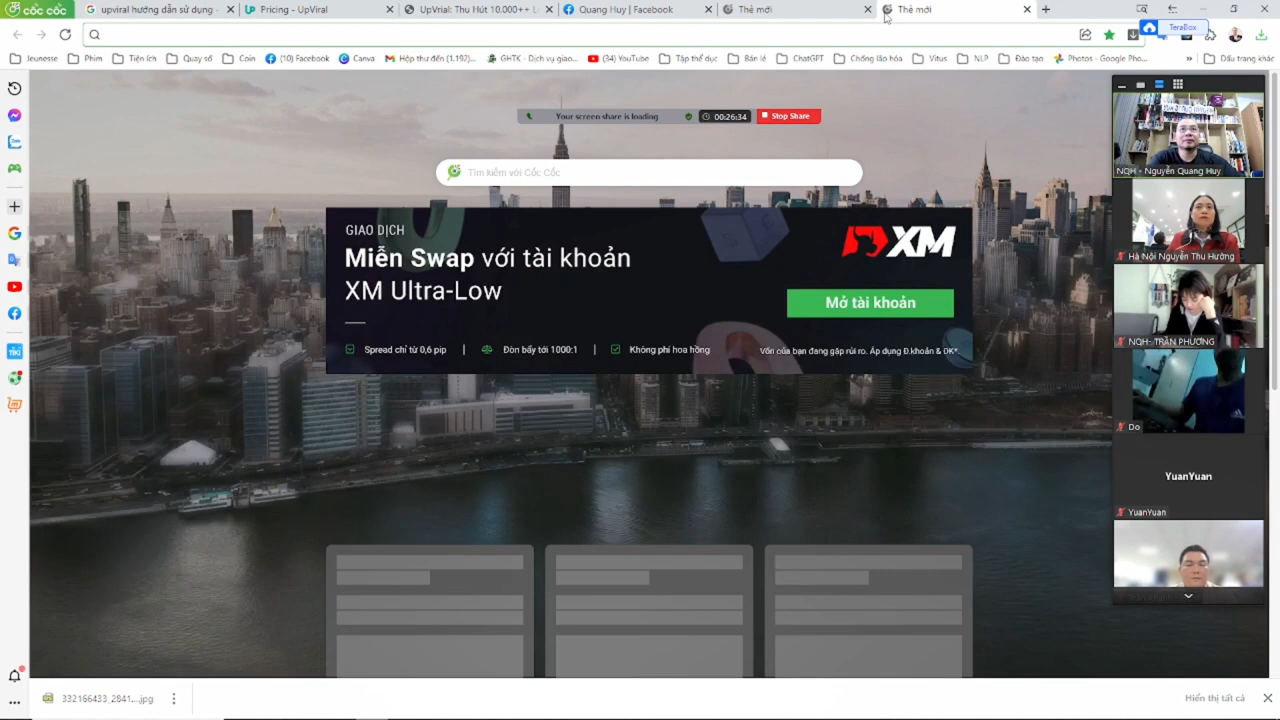 cốc cốc
upviral hướng dẫn sử dụng -
Pricing - UpViral
UpVrial: Thu Hút 10.000++ L
Quang Huy | Facebook
Thẻ mới
Thẻ mới
TeraBox
Jeunesse
Phim
Tiện ích
Quay số
Coin
(10) Facebook
Canva
Hộp thư đến (1.192)...
GHTK - Dịch vụ giao...
(34) YouTube
Tập thể dục
Bán lẻ
ChatGPT
Chống lão hóa
Vitus
NLP
Đào tạo
Photos - Google Pho...
»
Dấu trang khác
Your screen share is loading
00:26:34
Stop Share
Tìm kiếm với Cốc Cốc
GIAO DỊCH
Miễn Swap với tài khoản
XM Ultra-Low
XM
Mở tài khoản
Spread chỉ từ 0,6 pip | Đòn bẩy tới 1000:1 | Không phí hoa hồng
Vốn của bạn đang gặp rủi ro. Áp dụng Đ.khoản & ĐK*.
NQH - Nguyễn Quang Huy
Hà Nội Nguyễn Thu Hường
NQH- TRẦN PHƯƠNG
Do
YuanYuan
YuanYuan
TIKI
332166433_2841....jpg
Hiển thị tất cả